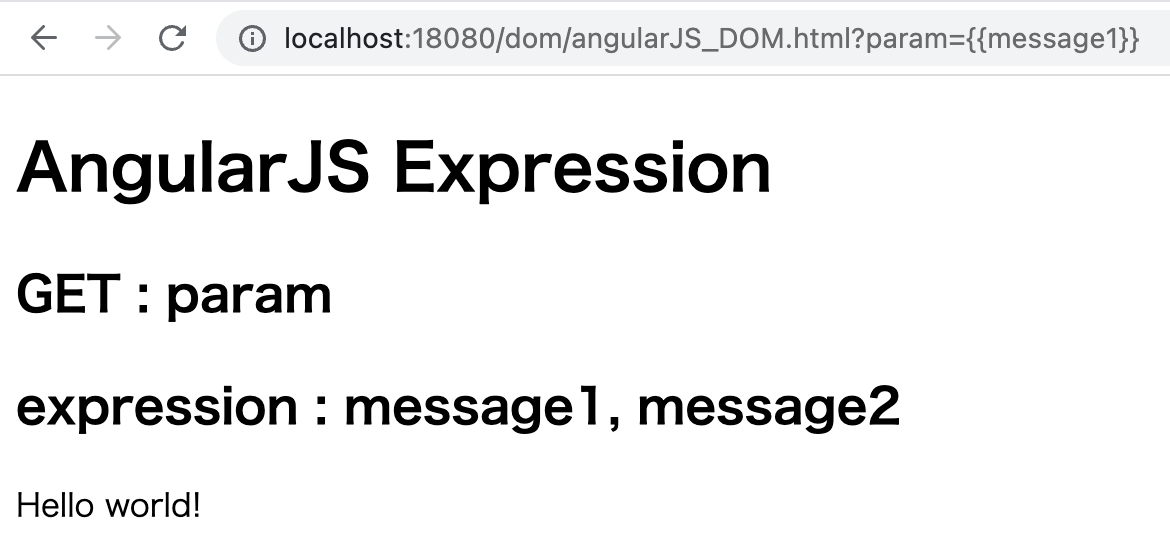 localhost:18080/dom/angularJS_DOM.html?param={{message1}}
AngularJS Expression
GET : param
expression : message1, message2
Hello world!